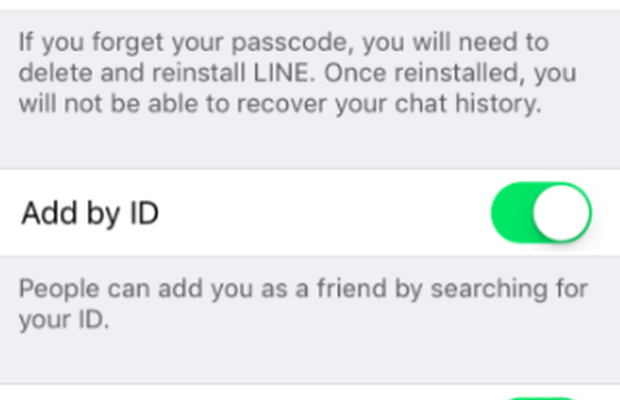 If you forget your passcode, you will need to
delete and reinstall LINE. Once reinstalled, you
will not be able to recover your chat history.
Add by ID
People can add you as a friend by searching for
your ID.